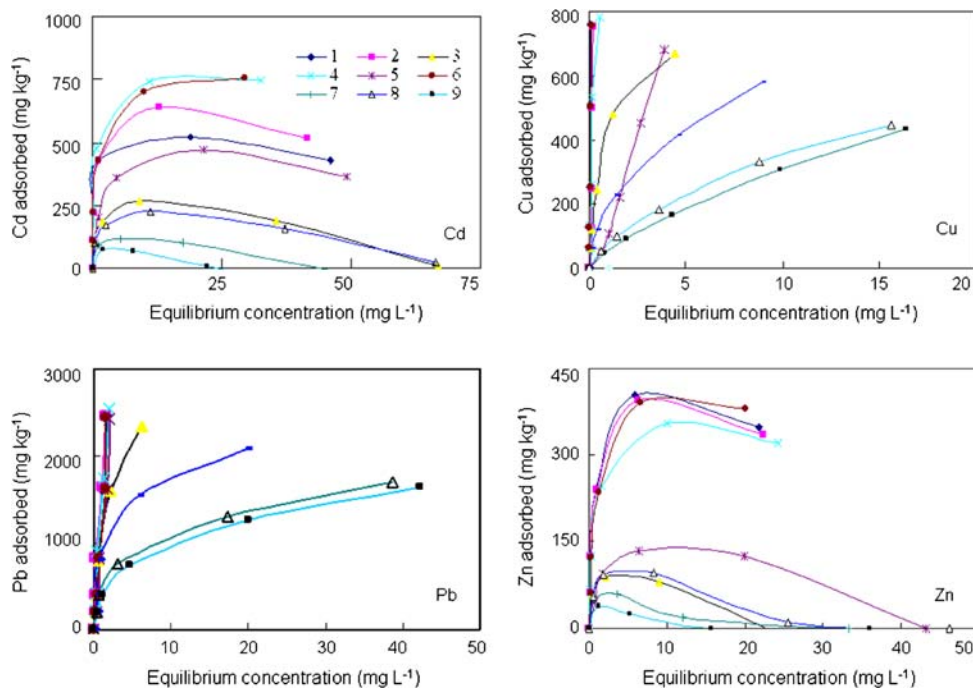 1000
750
500
250
0
Cd adsorbed (mg kg-1)
1 2 3
4 5 6
7 8 9
Cd
0 25 50 75
Equilibrium concentration (mg L-1)
800
600
400
200
0
Cu adsorbed (mg kg-1)
Cu
0 5 10 15 20
Equilibrium concentration (mg L-1)
3000
2000
1000
0
Pb adsorbed (mg kg-1)
Pb
0 10 20 30 40 50
Equilibrium concentration (mg L-1)
450
300
150
0
Zn adsorbed (mg kg-1)
Zn
0 10 20 30 40 50
Equilibrium concentration (mg L-1)